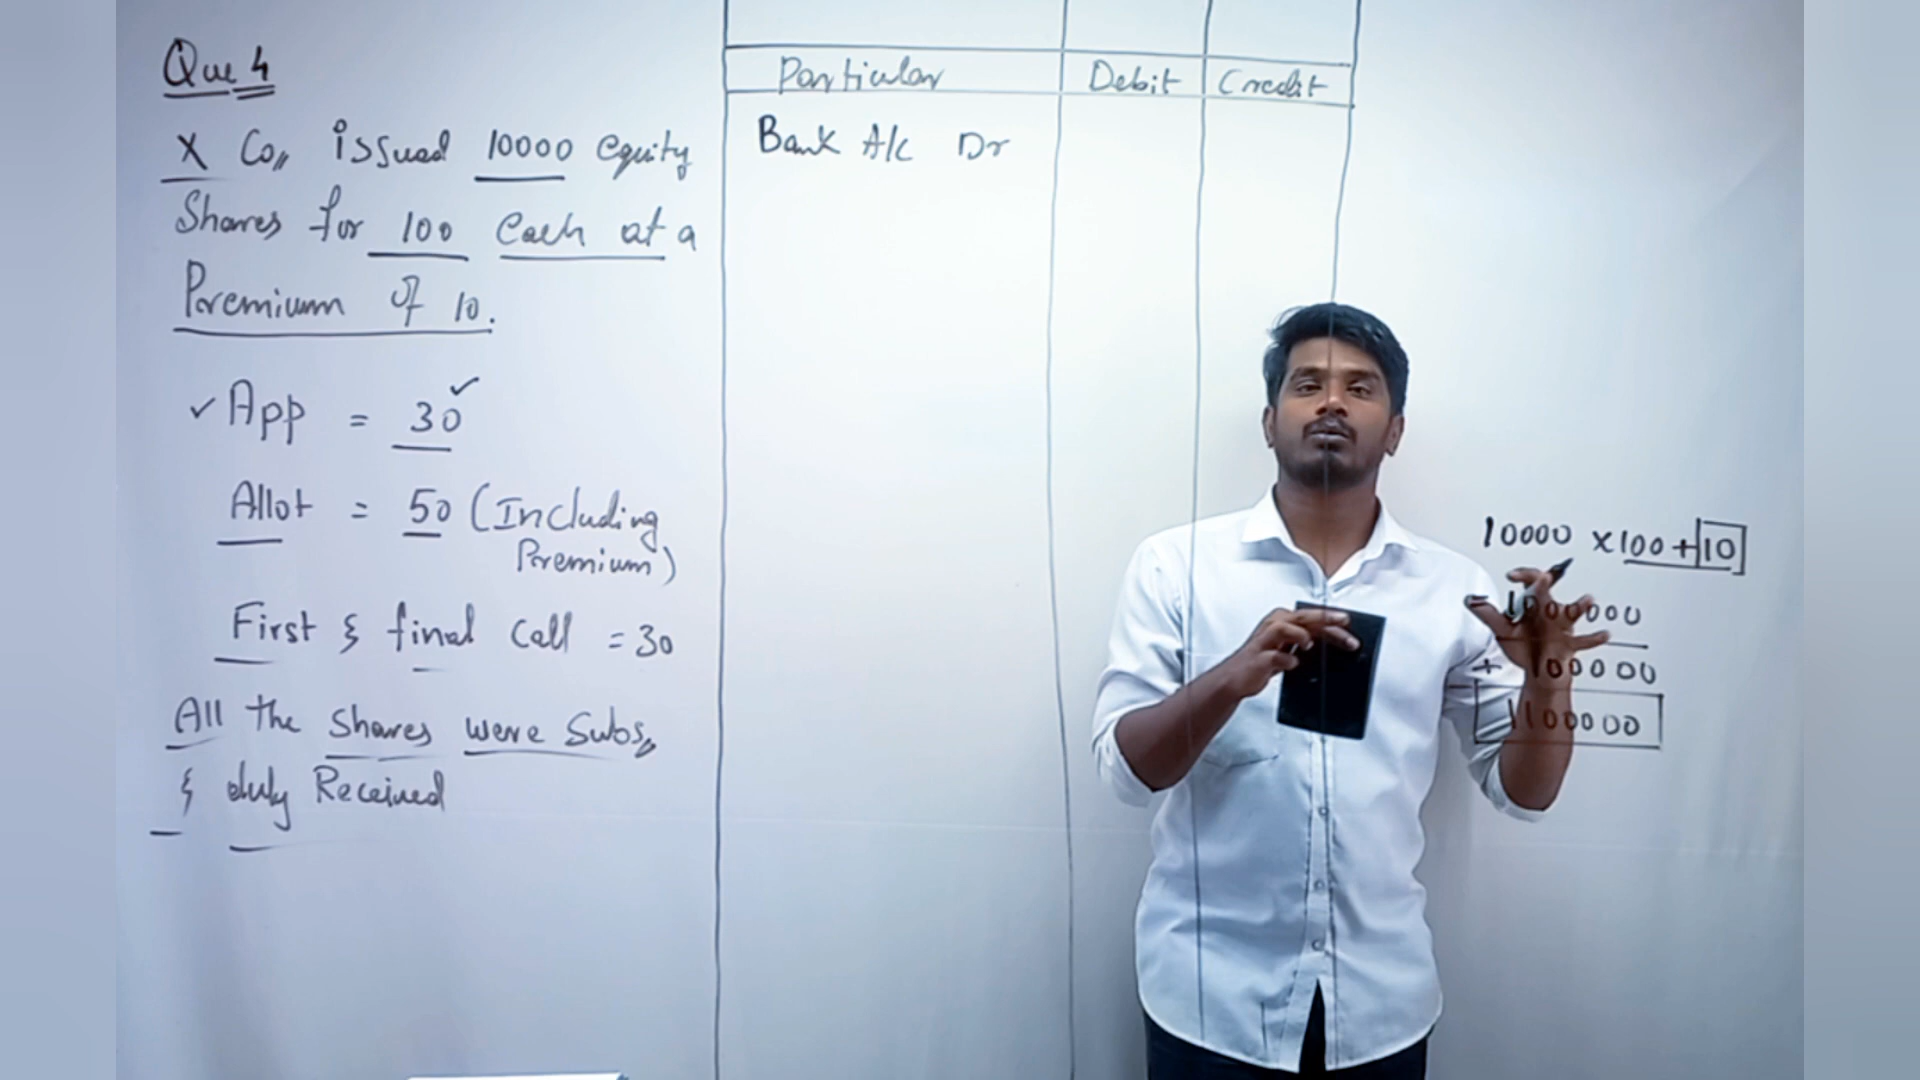 Que 4
X Co,, issued 10000 equity
Shares for 100 Each at a
Premium of 10.
✓ App = 30 ✓
Allot = 50 (Including
Premium)
First & final Call = 30
All the Shares were Subs,,
& duly Received
Particular Debit Credit
Bank A/c Dr
10000 x 100 + 10
= 1000000
+ 100000
1100000